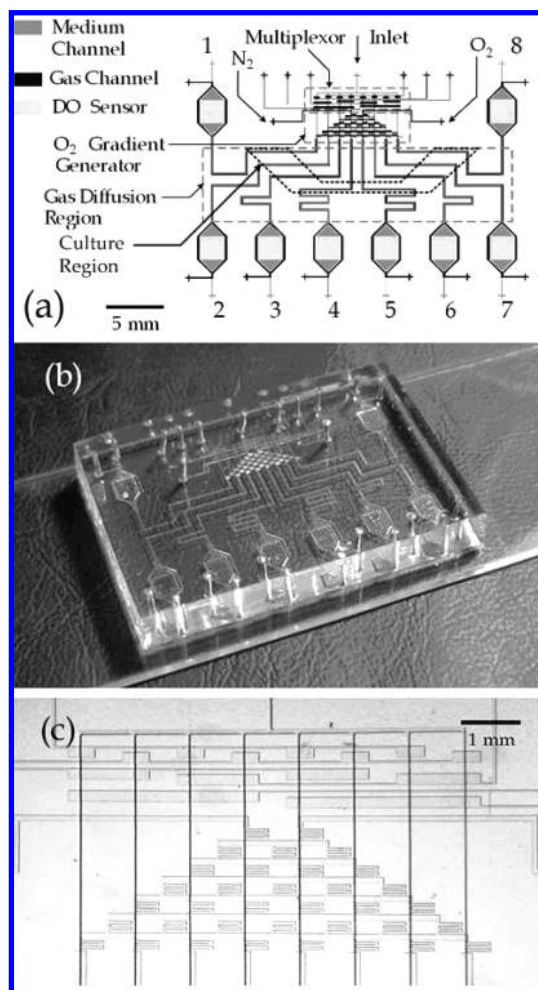 (a)
Medium
Channel
Gas Channel
DO Sensor
1
N2
Multiplexor
Inlet
O2
8
O2 Gradient
Generator
Gas Diffusion
Region
Culture
Region
5 mm
2
3
4
5
6
7
(b)
(c)
1 mm